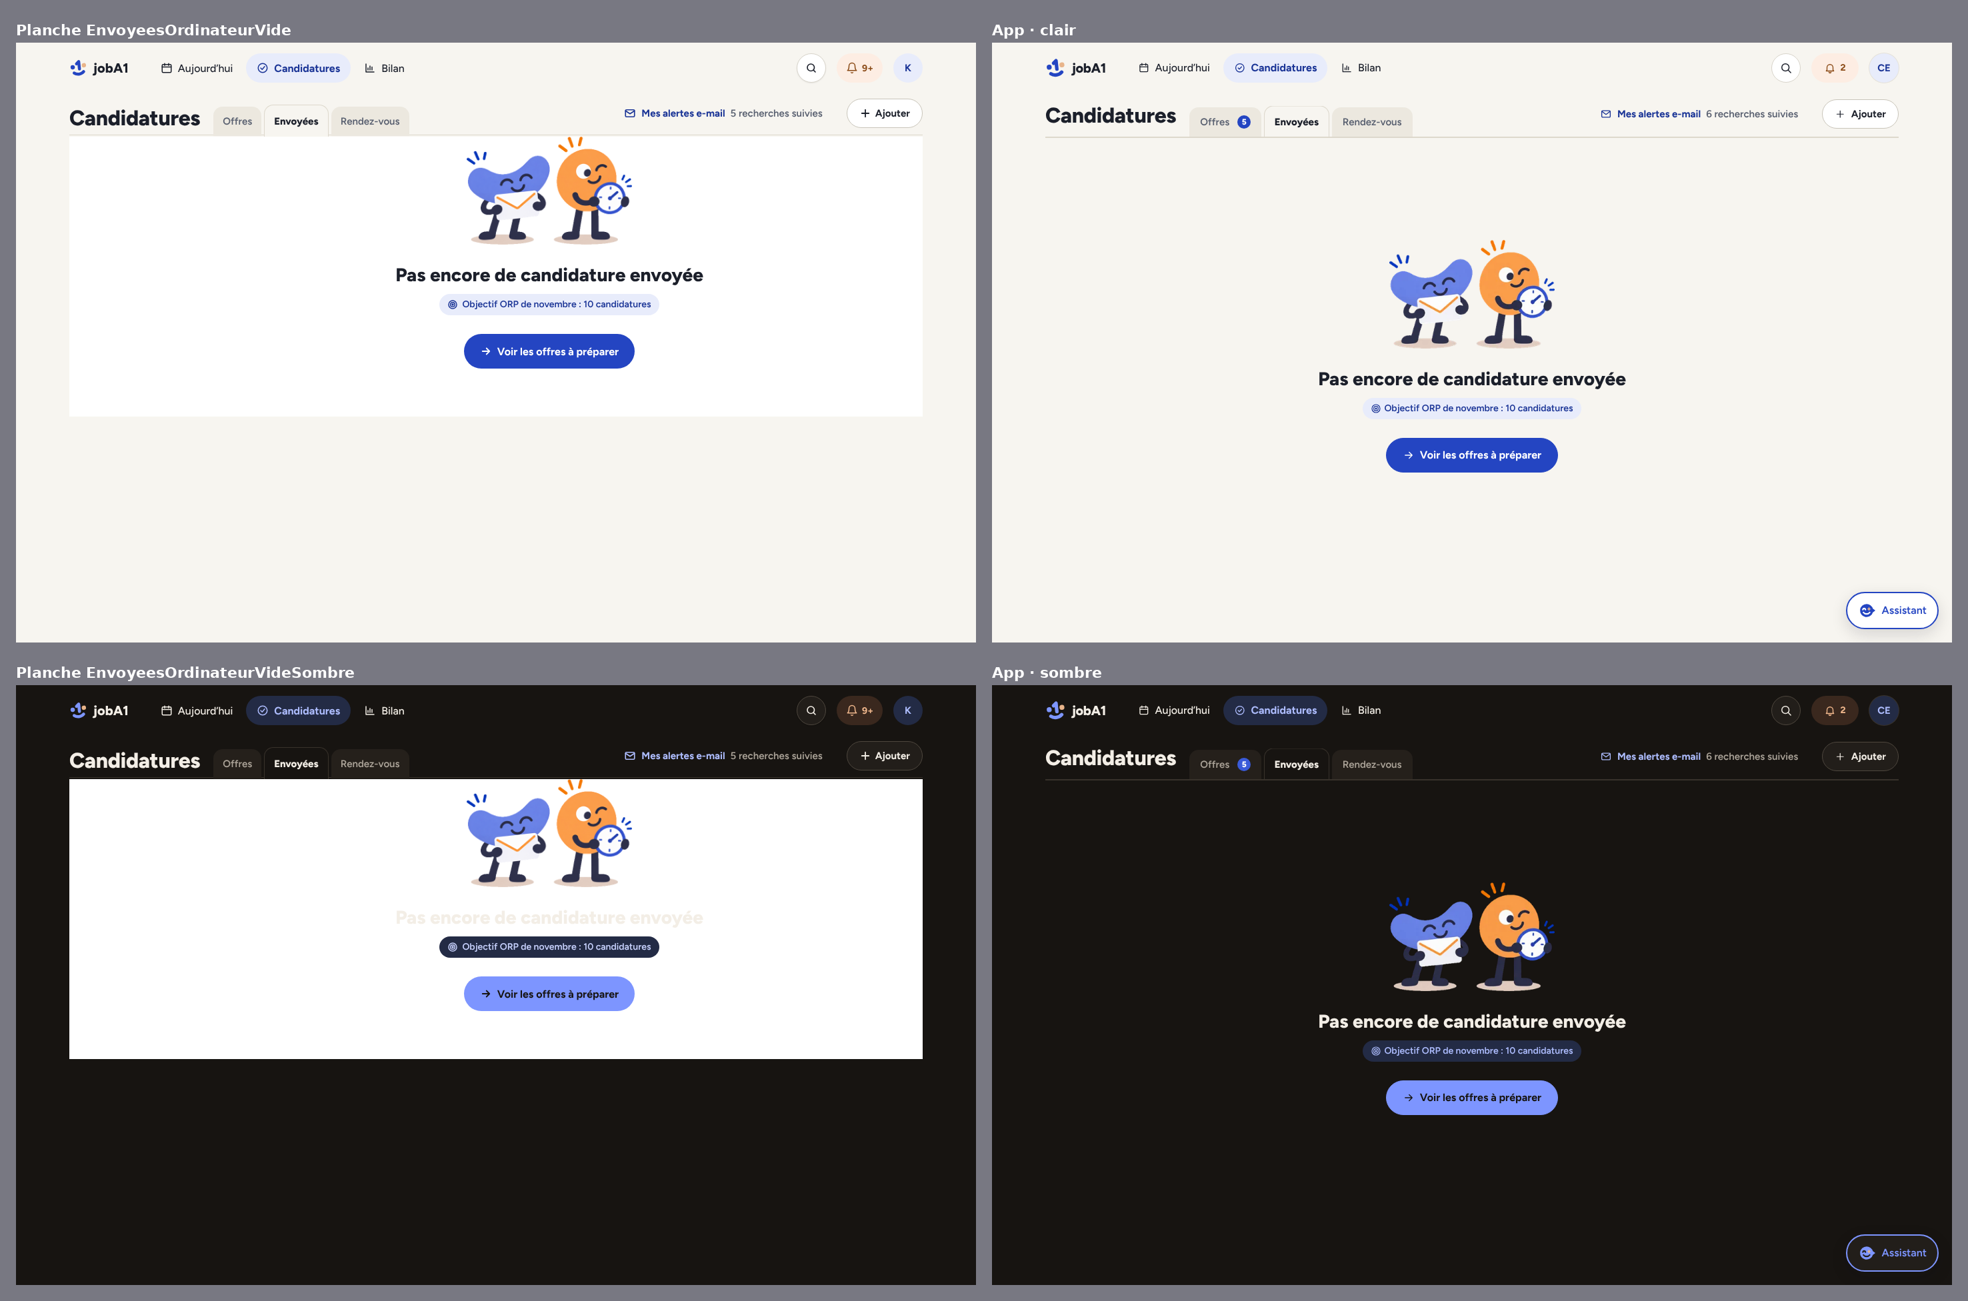 Planche EnvoyeesOrdinateurVide
jobA1 Aujourd'hui Candidatures Bilan 9+ K
Candidatures Offres Envoyées Rendez-vous Mes alertes e-mail 5 recherches suivies + Ajouter
Pas encore de candidature envoyée
Objectif ORP de novembre : 10 candidatures
→ Voir les offres à préparer
App · clair
jobA1 Aujourd'hui Candidatures Bilan 2 CE
Candidatures Offres 5 Envoyées Rendez-vous Mes alertes e-mail 6 recherches suivies + Ajouter
Pas encore de candidature envoyée
Objectif ORP de novembre : 10 candidatures
→ Voir les offres à préparer
Assistant
Planche EnvoyeesOrdinateurVideSombre
jobA1 Aujourd'hui Candidatures Bilan 9+ K
Candidatures Offres Envoyées Rendez-vous Mes alertes e-mail 5 recherches suivies + Ajouter
Pas encore de candidature envoyée
Objectif ORP de novembre : 10 candidatures
→ Voir les offres à préparer
App · sombre
jobA1 Aujourd'hui Candidatures Bilan 2 CE
Candidatures Offres 5 Envoyées Rendez-vous Mes alertes e-mail 6 recherches suivies + Ajouter
Pas encore de candidature envoyée
Objectif ORP de novembre : 10 candidatures
→ Voir les offres à préparer
Assistant